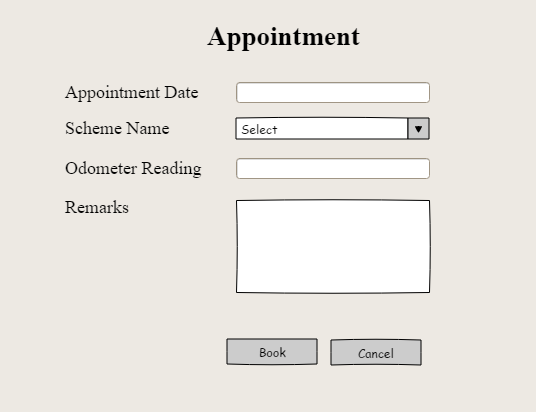 Appointment
Appointment Date
Scheme Name
Select
Odometer Reading
Remarks
Book
Cancel